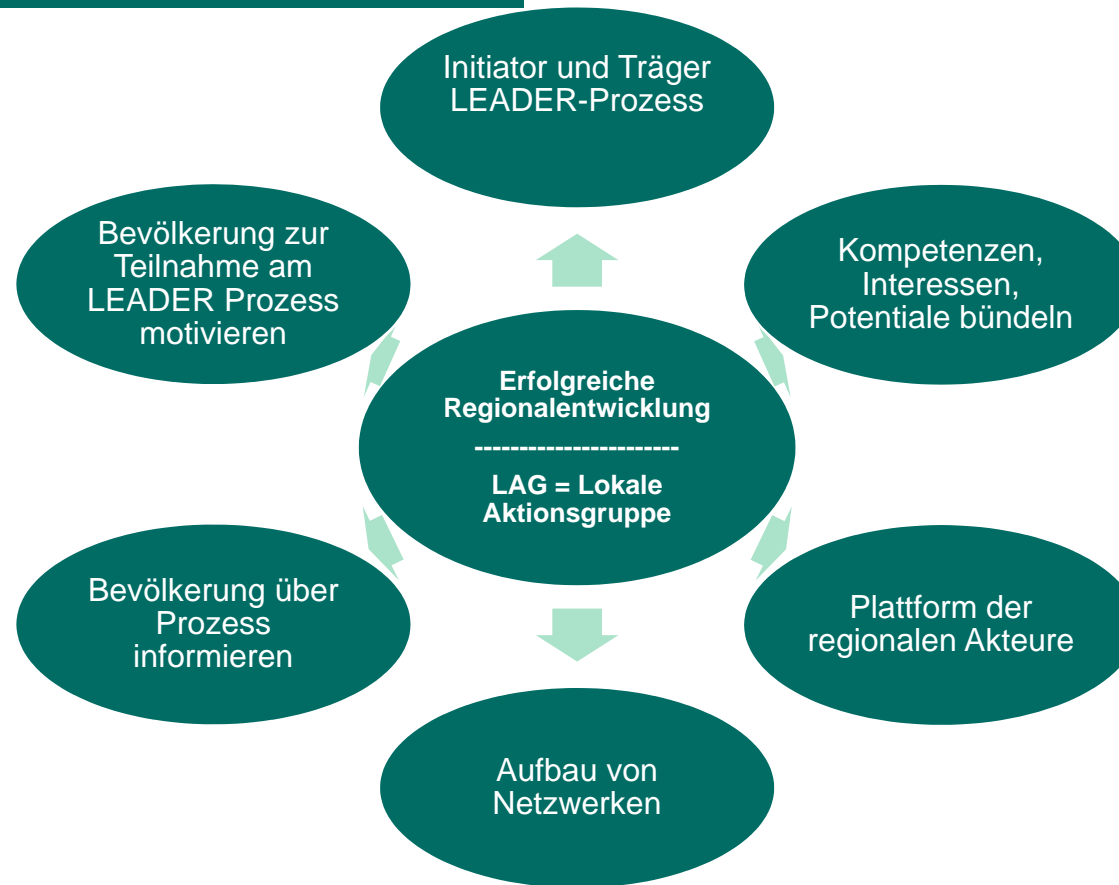 Initiator und Träger
LEADER-Prozess
Bevölkerung zur
Teilnahme am
LEADER Prozess
motivieren
Kompetenzen,
Interessen,
Potentiale bündeln
Erfolgreiche
Regionalentwicklung
-----------------------
LAG = Lokale
Aktionsgruppe
Bevölkerung über
Prozess
informieren
Plattform der
regionalen Akteure
Aufbau von
Netzwerken